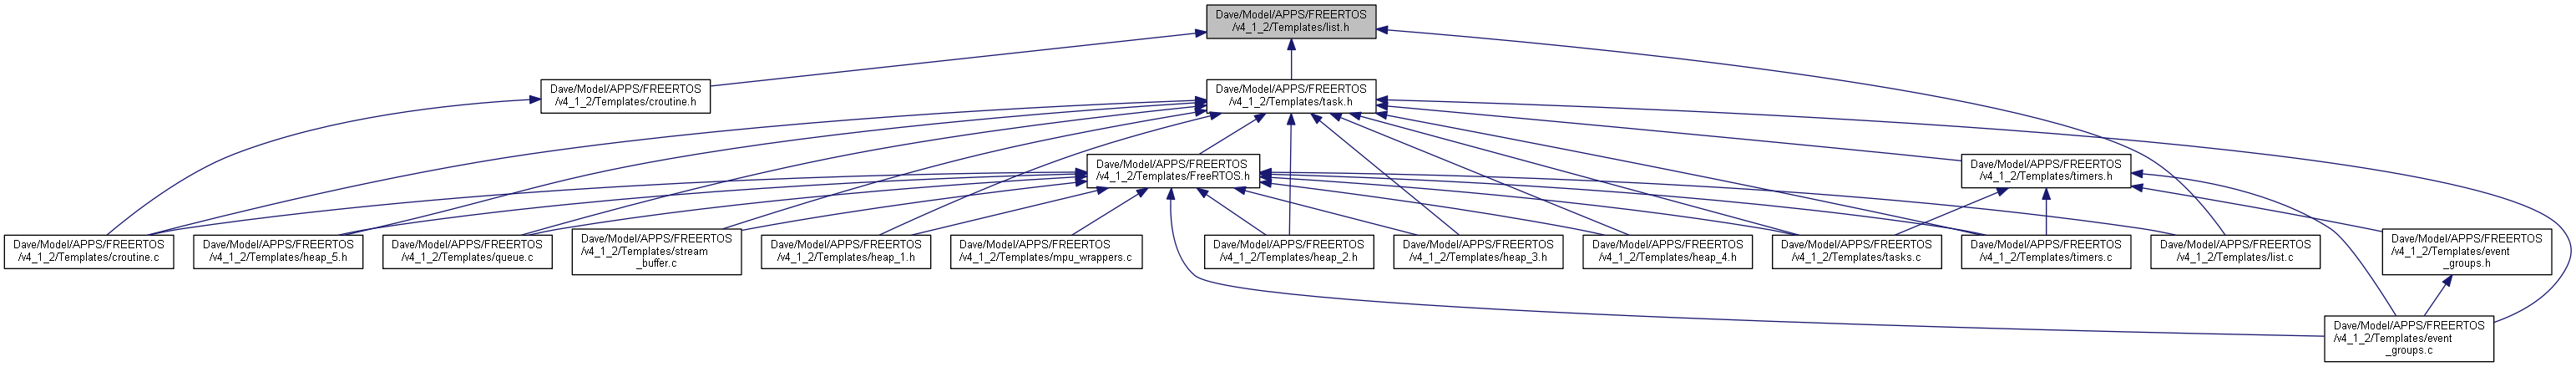 Dave/Model/APPS/FREERTOS
/v4_1_2/Templates/list.h
Dave/Model/APPS/FREERTOS
/v4_1_2/Templates/croutine.h
Dave/Model/APPS/FREERTOS
/v4_1_2/Templates/task.h
Dave/Model/APPS/FREERTOS
/v4_1_2/Templates/FreeRTOS.h
Dave/Model/APPS/FREERTOS
/v4_1_2/Templates/timers.h
Dave/Model/APPS/FREERTOS
/v4_1_2/Templates/croutine.c
Dave/Model/APPS/FREERTOS
/v4_1_2/Templates/heap_5.h
Dave/Model/APPS/FREERTOS
/v4_1_2/Templates/queue.c
Dave/Model/APPS/FREERTOS
/v4_1_2/Templates/stream
_buffer.c
Dave/Model/APPS/FREERTOS
/v4_1_2/Templates/heap_1.h
Dave/Model/APPS/FREERTOS
/v4_1_2/Templates/mpu_wrappers.c
Dave/Model/APPS/FREERTOS
/v4_1_2/Templates/heap_2.h
Dave/Model/APPS/FREERTOS
/v4_1_2/Templates/heap_3.h
Dave/Model/APPS/FREERTOS
/v4_1_2/Templates/heap_4.h
Dave/Model/APPS/FREERTOS
/v4_1_2/Templates/tasks.c
Dave/Model/APPS/FREERTOS
/v4_1_2/Templates/timers.c
Dave/Model/APPS/FREERTOS
/v4_1_2/Templates/list.c
Dave/Model/APPS/FREERTOS
/v4_1_2/Templates/event
_groups.h
Dave/Model/APPS/FREERTOS
/v4_1_2/Templates/event
_groups.c